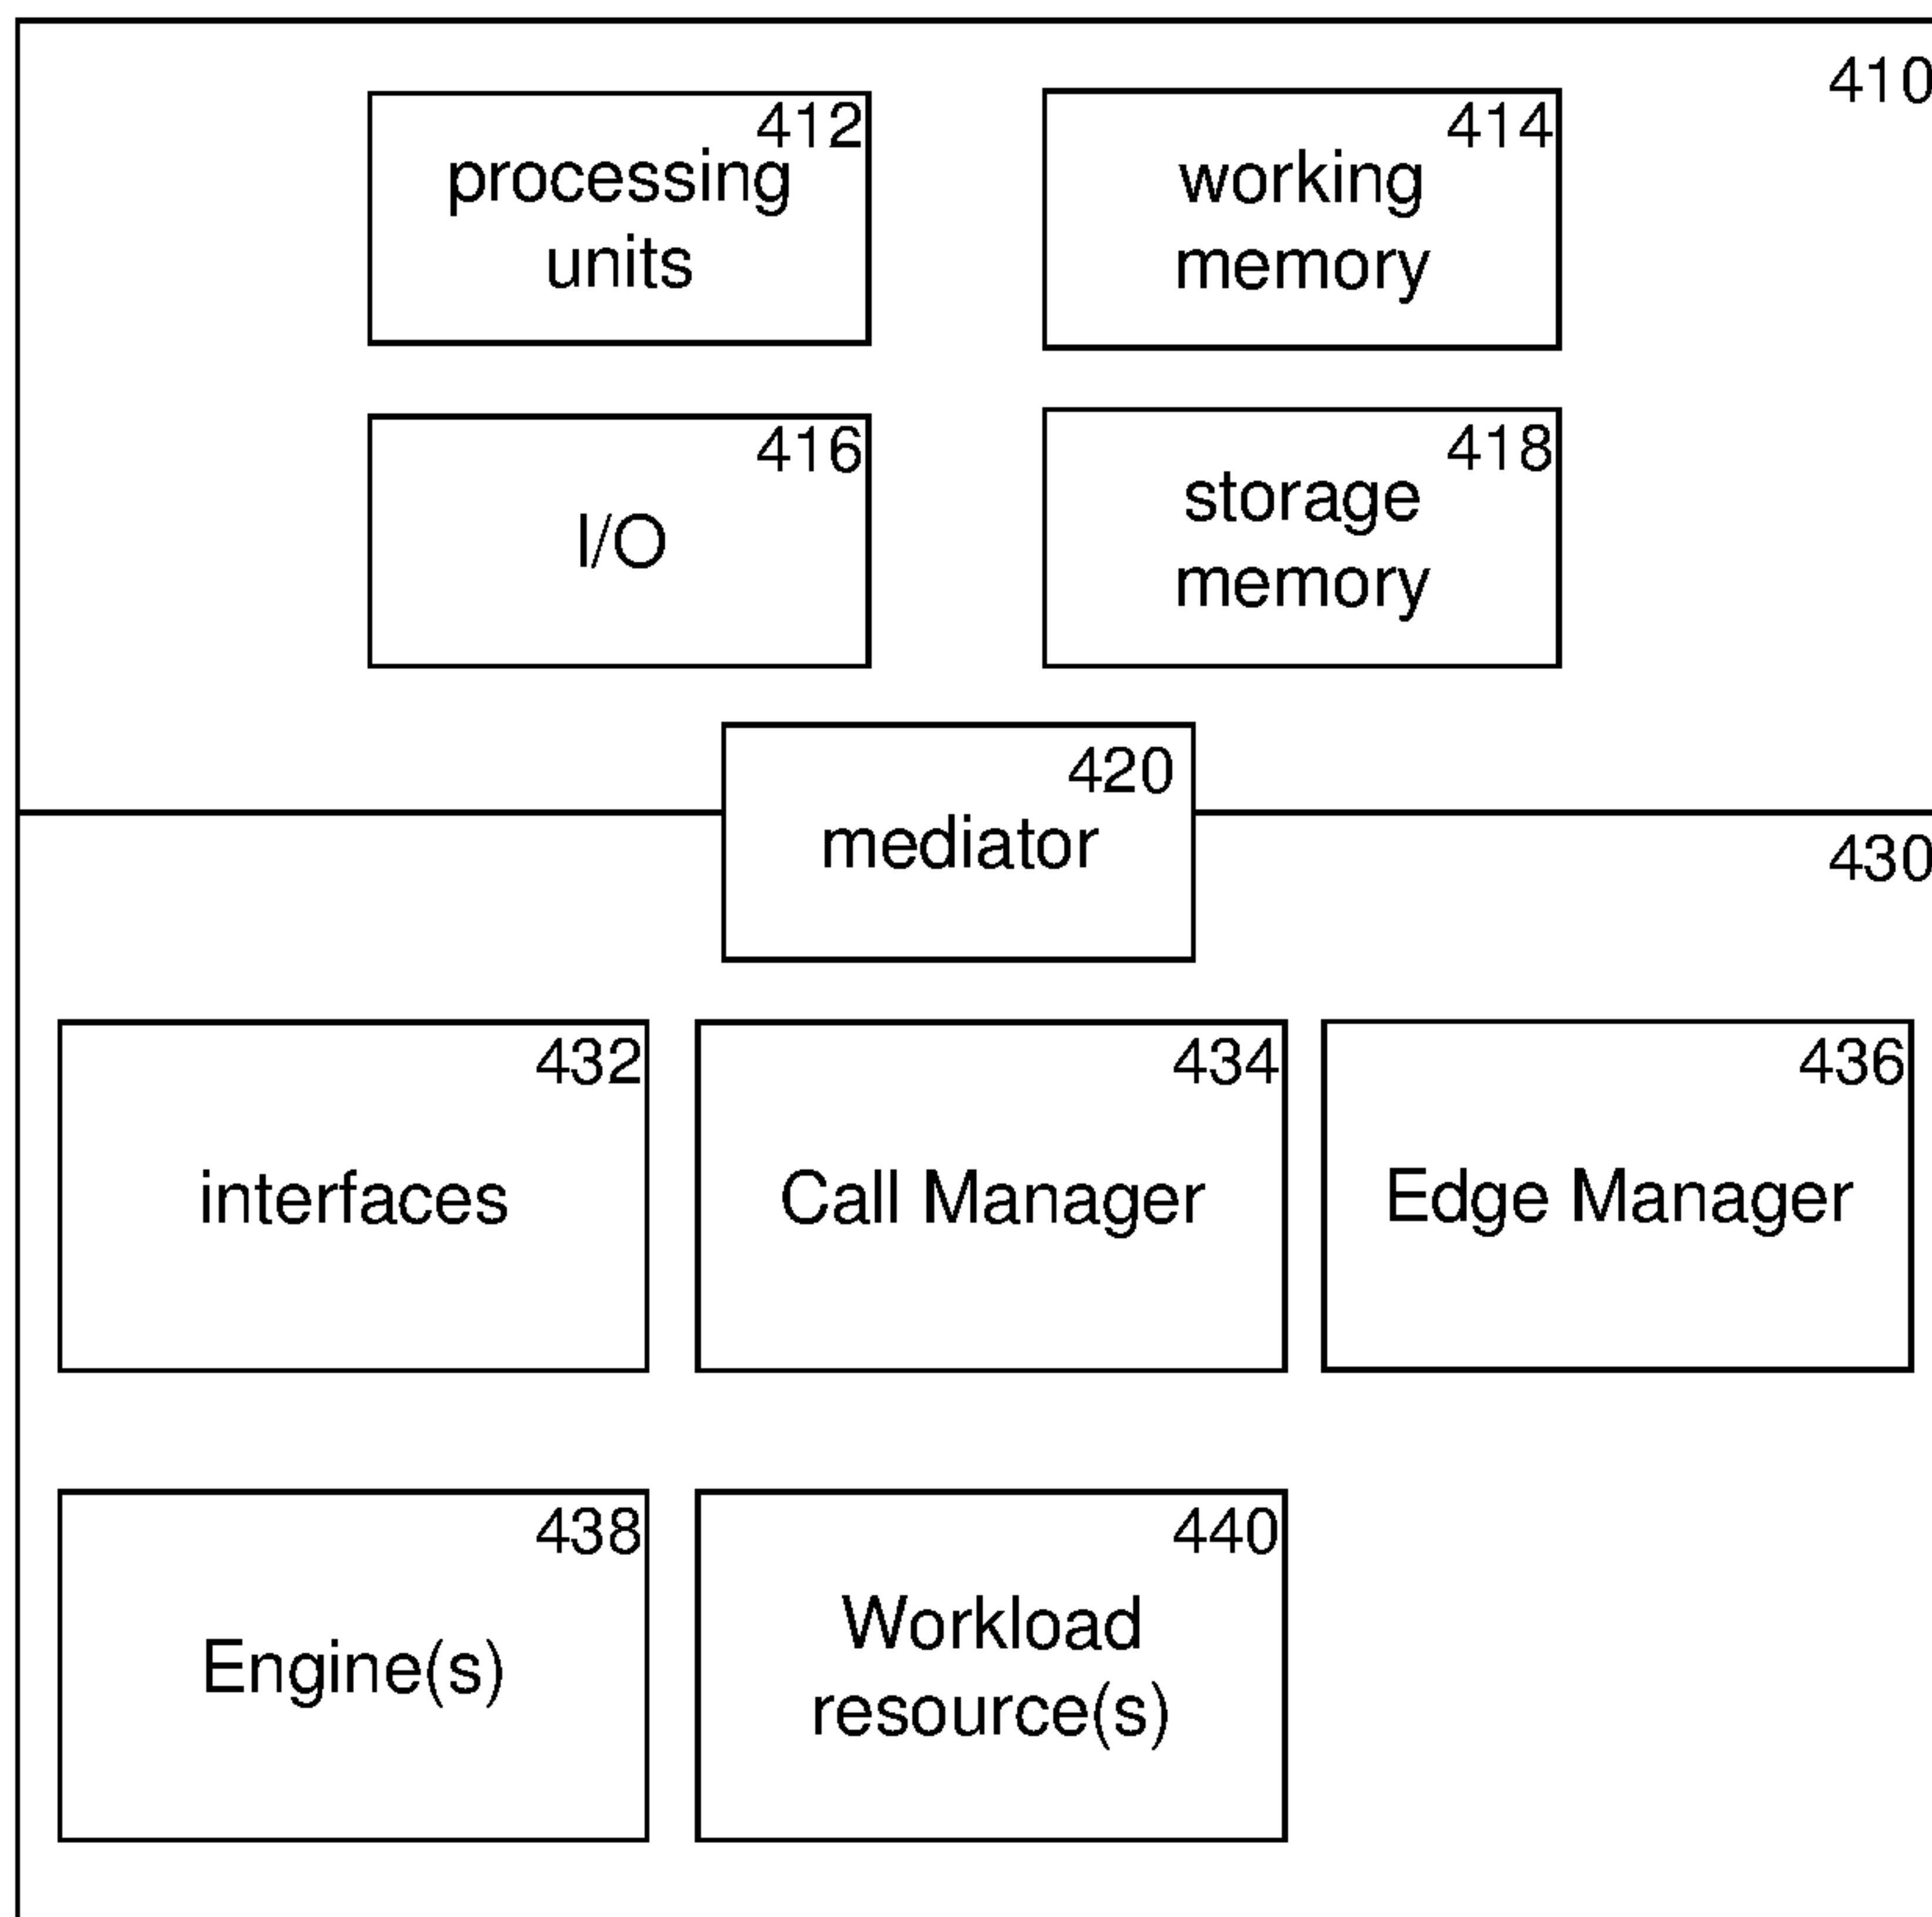 410
412
processing
units
414
working
memory
416
I/O
418
storage
memory
420
mediator
430
432
interfaces
434
Call Manager
436
Edge Manager
438
Engine(s)
440
Workload
resource(s)